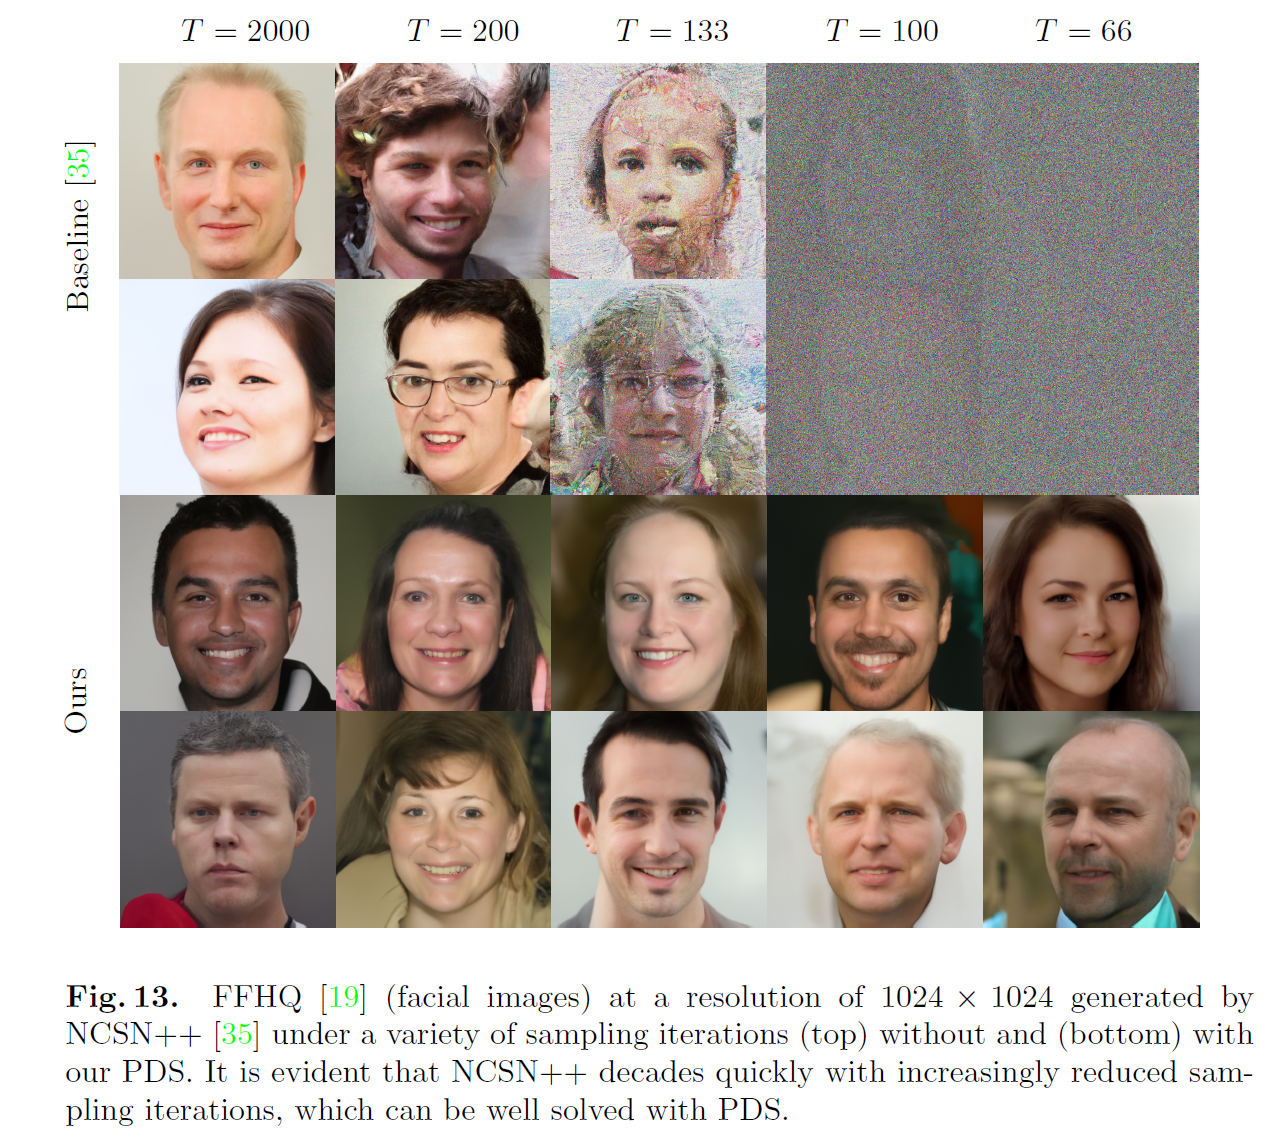 T = 2000 T = 200 T = 133 T = 100 T = 66
Baseline [35]
Ours
Fig. 13. FFHQ [19] (facial images) at a resolution of 1024 × 1024 generated by
NCSN++ [35] under a variety of sampling iterations (top) without and (bottom) with
our PDS. It is evident that NCSN++ decades quickly with increasingly reduced sam-
pling iterations, which can be well solved with PDS.